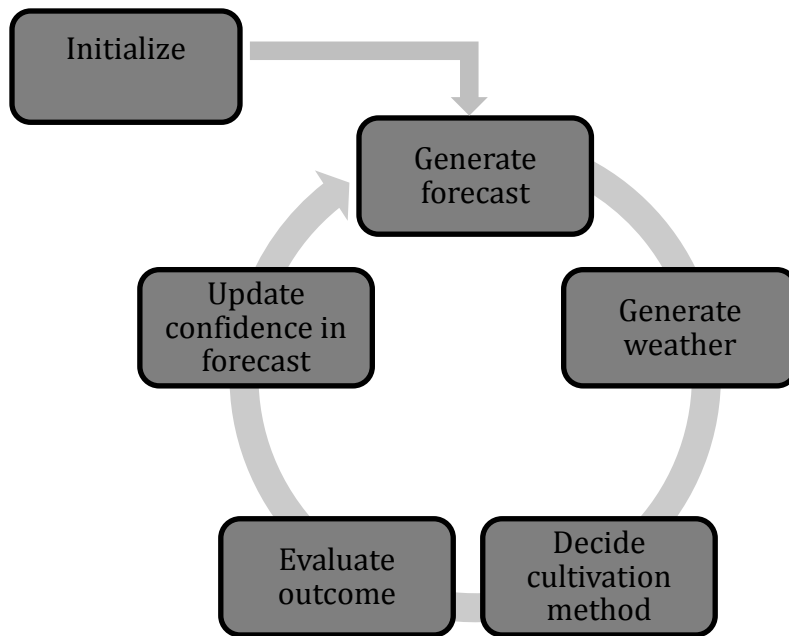 Initialize
Generate
forecast
Generate
weather
Decide
cultivation
method
Evaluate
outcome
Update
confidence in
forecast